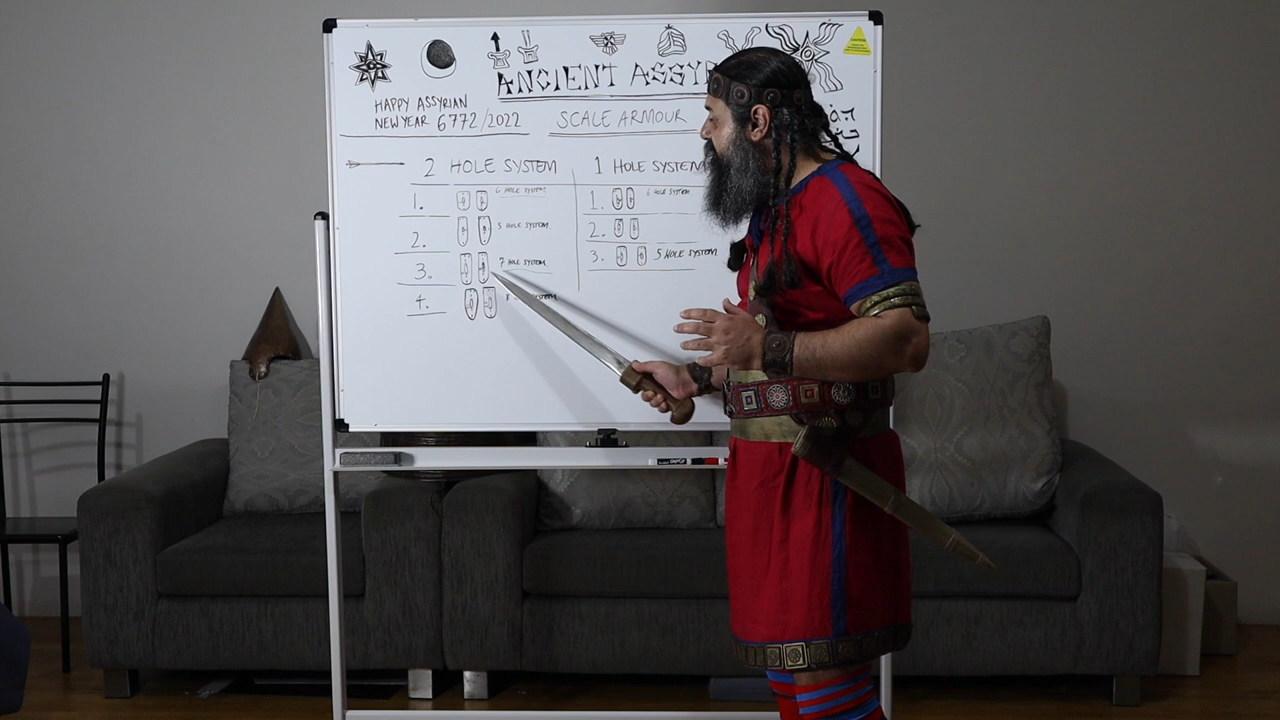 ANCIENT ASSYR
HAPPY ASSYRIAN
NEW YEAR 6772/2022
SCALE ARMOUR
2 HOLE SYSTEM
1. 6 HOLE SYSTEM
2. 5 HOLE SYSTEM
3. 7 HOLE SYSTEM
4. 8
1 HOLE SYSTEM
1. 6 HOLE SYSTEM
2.
3. 5 HOLE SYSTEM